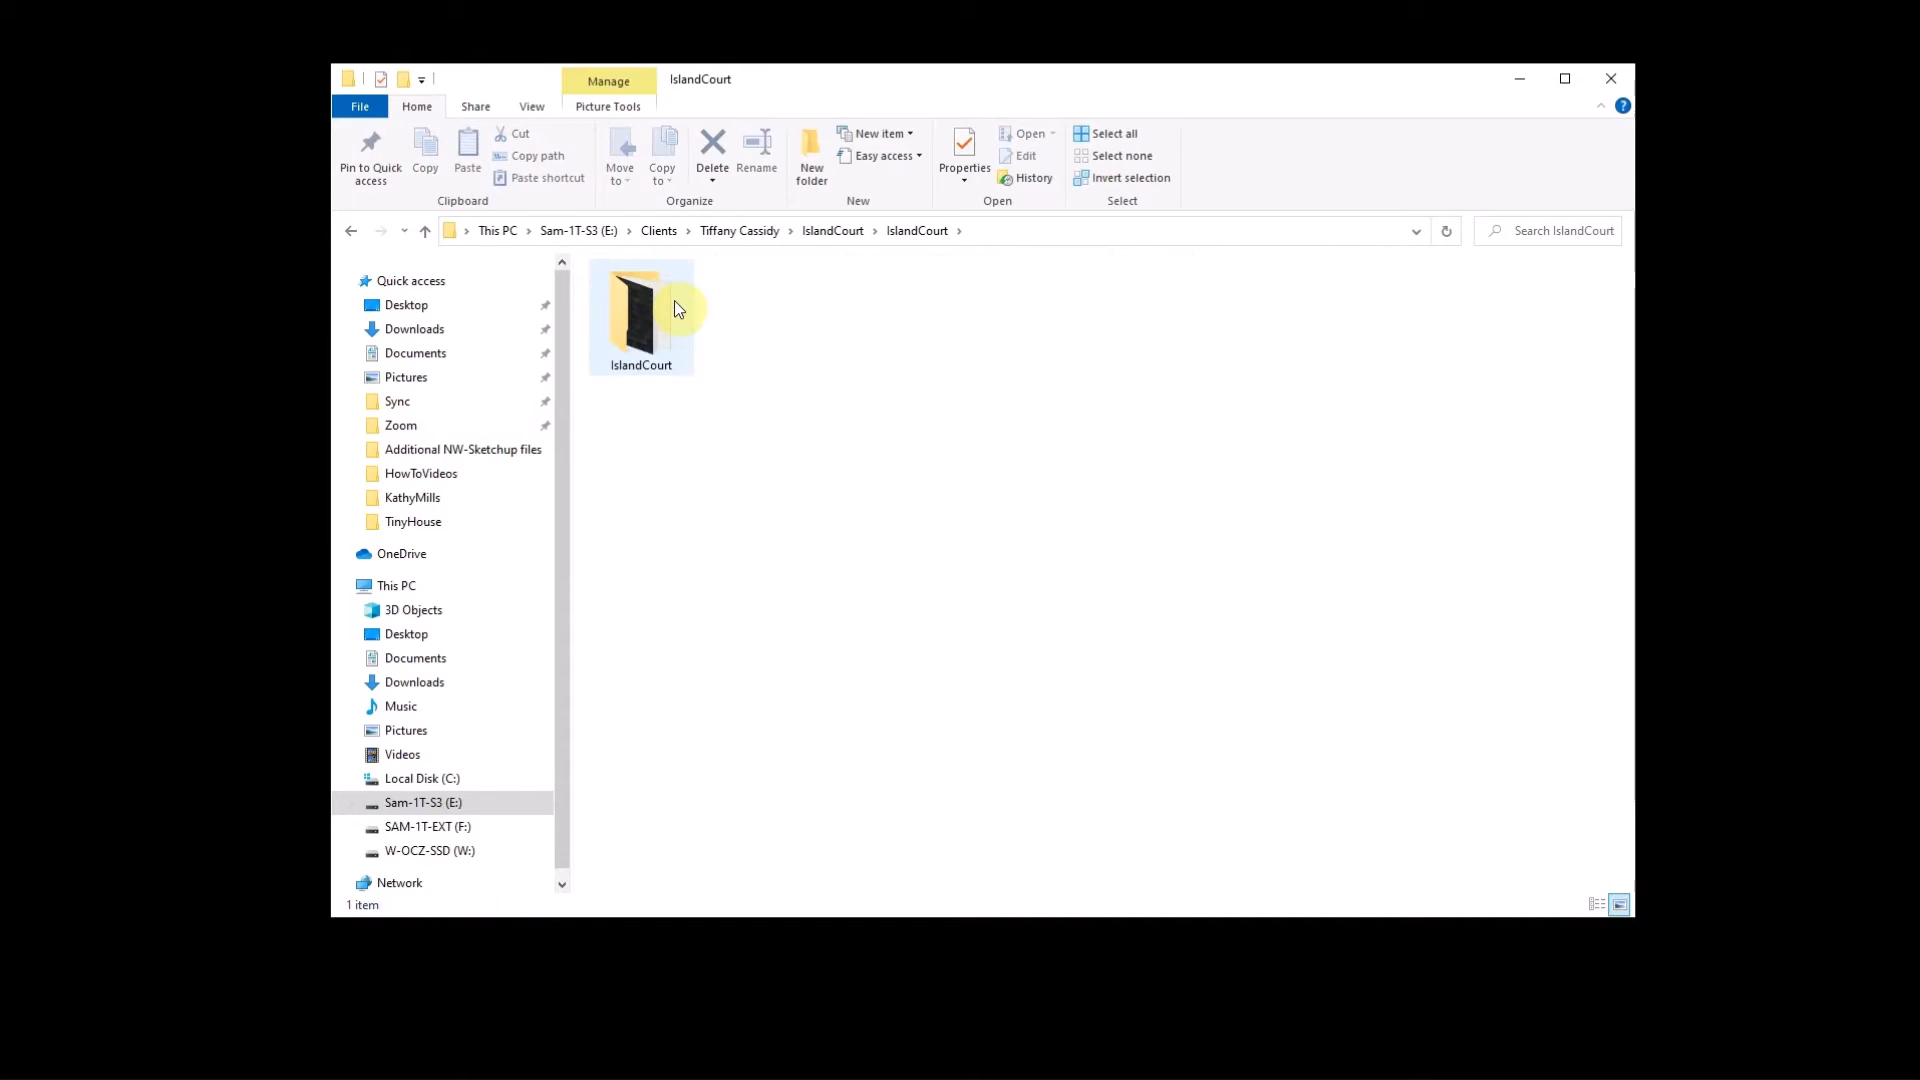 Manage
IslandCourt
File
Home
Share
View
Picture Tools
Pin to Quick access
Copy
Paste
Cut
Copy path
Paste shortcut
Clipboard
Move to
Copy to
Delete
Rename
Organize
New folder
New item
Easy access
New
Properties
Open
Edit
History
Open
Select all
Select none
Invert selection
Select
This PC > Sam-1T-S3 (E:) > Clients > Tiffany Cassidy > IslandCourt > IslandCourt >
Search IslandCourt
Quick access
Desktop
Downloads
Documents
Pictures
Sync
Zoom
Additional NW-Sketchup files
HowToVideos
KathyMills
TinyHouse
OneDrive
This PC
3D Objects
Desktop
Documents
Downloads
Music
Pictures
Videos
Local Disk (C:)
Sam-1T-S3 (E:)
SAM-1T-EXT (F:)
W-OCZ-SSD (W:)
Network
IslandCourt
1 item